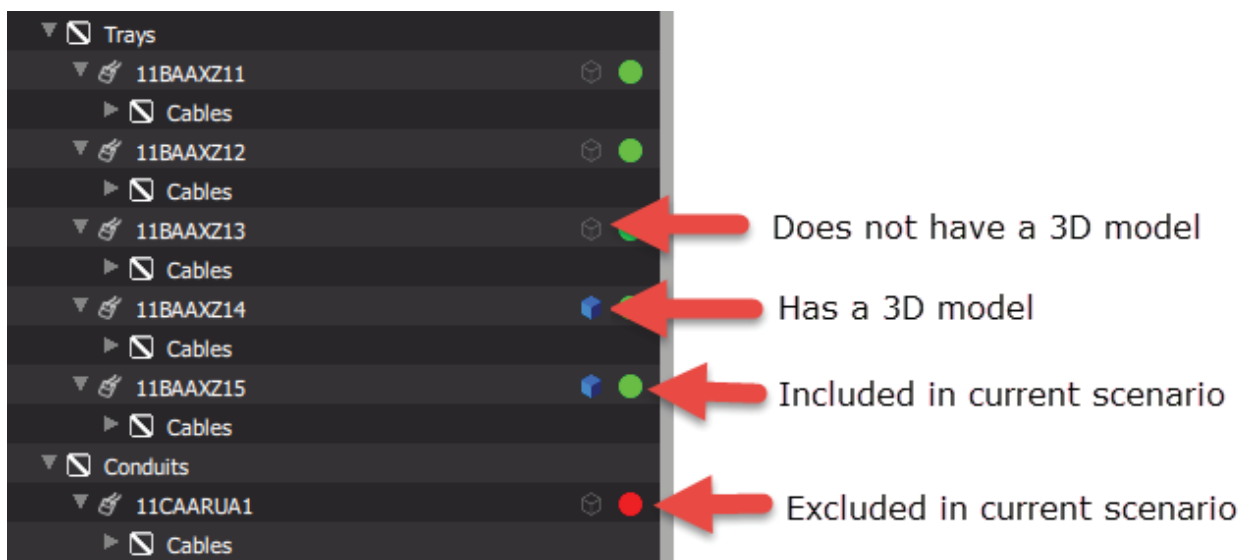 Trays
11BAAXZ11
Cables
11BAAXZ12
Cables
11BAAXZ13
Does not have a 3D model
Cables
11BAAXZ14
Has a 3D model
Cables
11BAAXZ15
Included in current scenario
Cables
Conduits
11CAARUA1
Excluded in current scenario
Cables